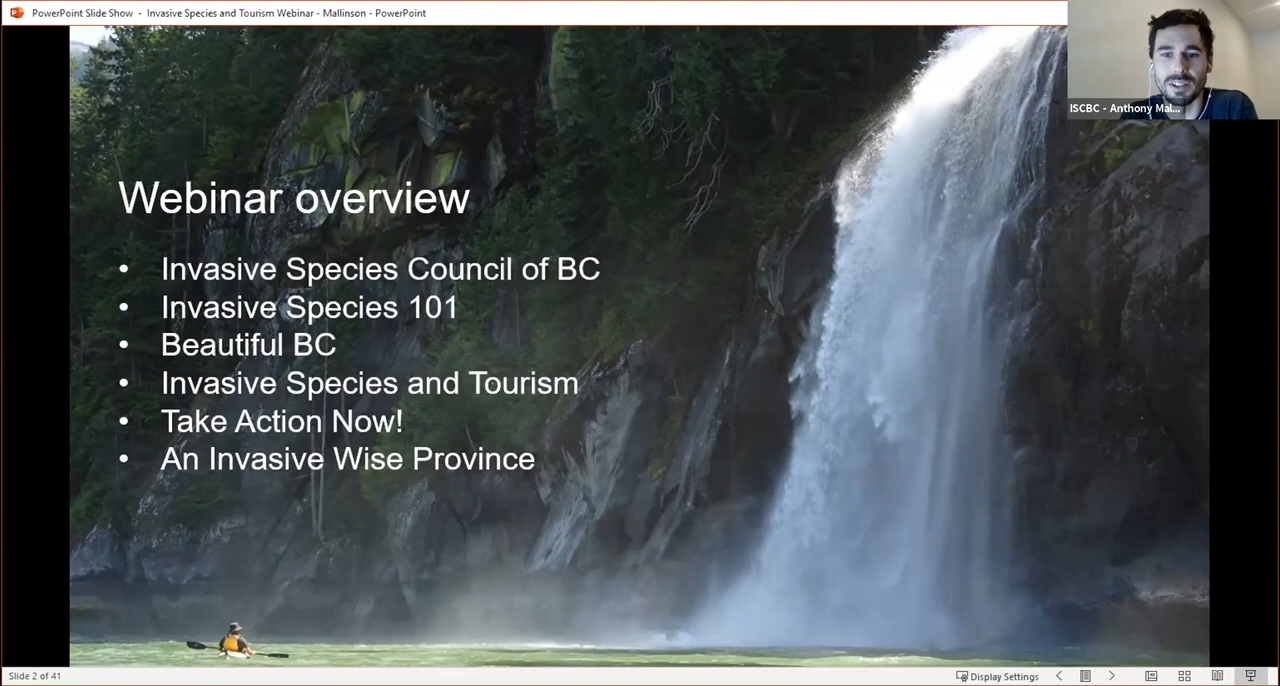 PowerPoint Slide Show - Invasive Species and Tourism Webinar - Mallinson - PowerPoint
ISCBC - Anthony Mal...
Webinar overview
• Invasive Species Council of BC
• Invasive Species 101
• Beautiful BC
• Invasive Species and Tourism
• Take Action Now!
• An Invasive Wise Province
Slide 2 of 41
Display Settings